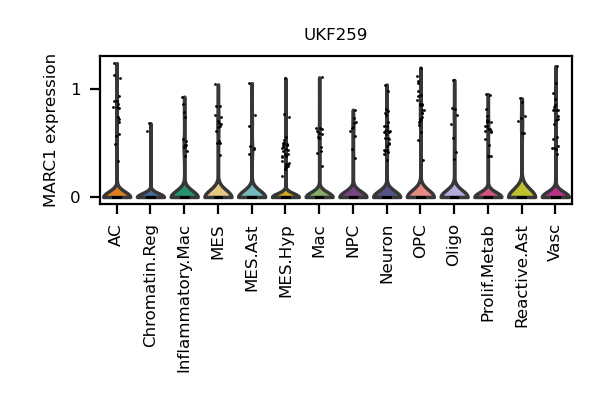 UKF259
MARC1 expression
1
0
AC
Chromatin.Reg
Inflammatory.Mac
MES
MES.Ast
MES.Hyp
Mac
NPC
Neuron
OPC
Oligo
Prolif.Metab
Reactive.Ast
Vasc